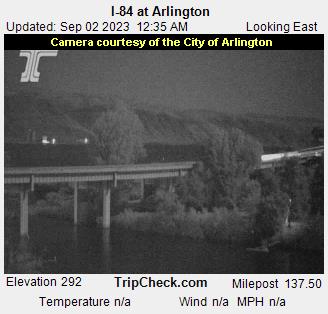 I-84 at Arlington
Updated: Sep 02 2023 12:35 AM Looking East
Camera courtesy of the City of Arlington
Elevation 292 TripCheck.com Milepost 137.50
Temperature n/a Wind n/a MPH n/a